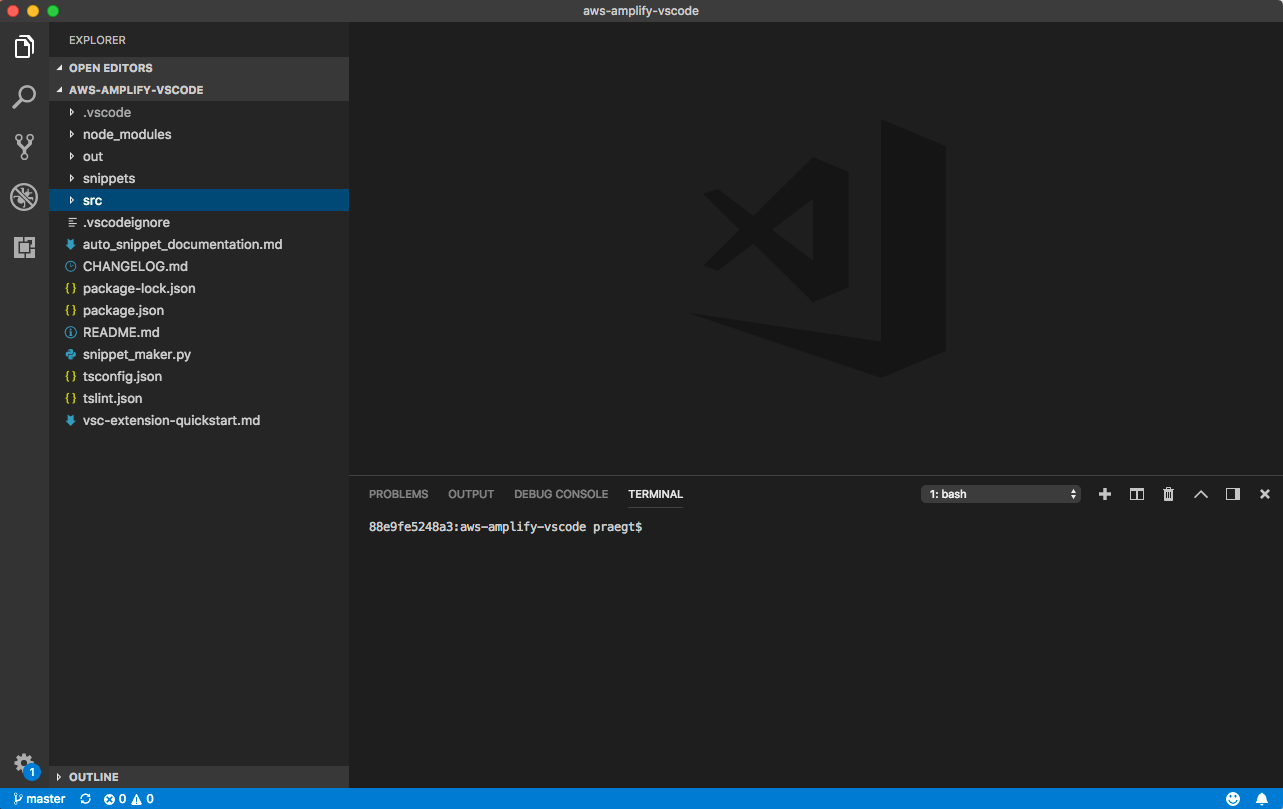 aws-amplify-vscode
EXPLORER
OPEN EDITORS
AWS-AMPLIFY-VSCODE
.vscode
node_modules
out
snippets
src
.vscodeignore
auto_snippet_documentation.md
CHANGELOG.md
package-lock.json
package.json
README.md
snippet_maker.py
tsconfig.json
tslint.json
vsc-extension-quickstart.md
OUTLINE
PROBLEMS OUTPUT DEBUG CONSOLE TERMINAL 1: bash
88e9fe5248a3:aws-amplify-vscode praegt$
1
master 0 0